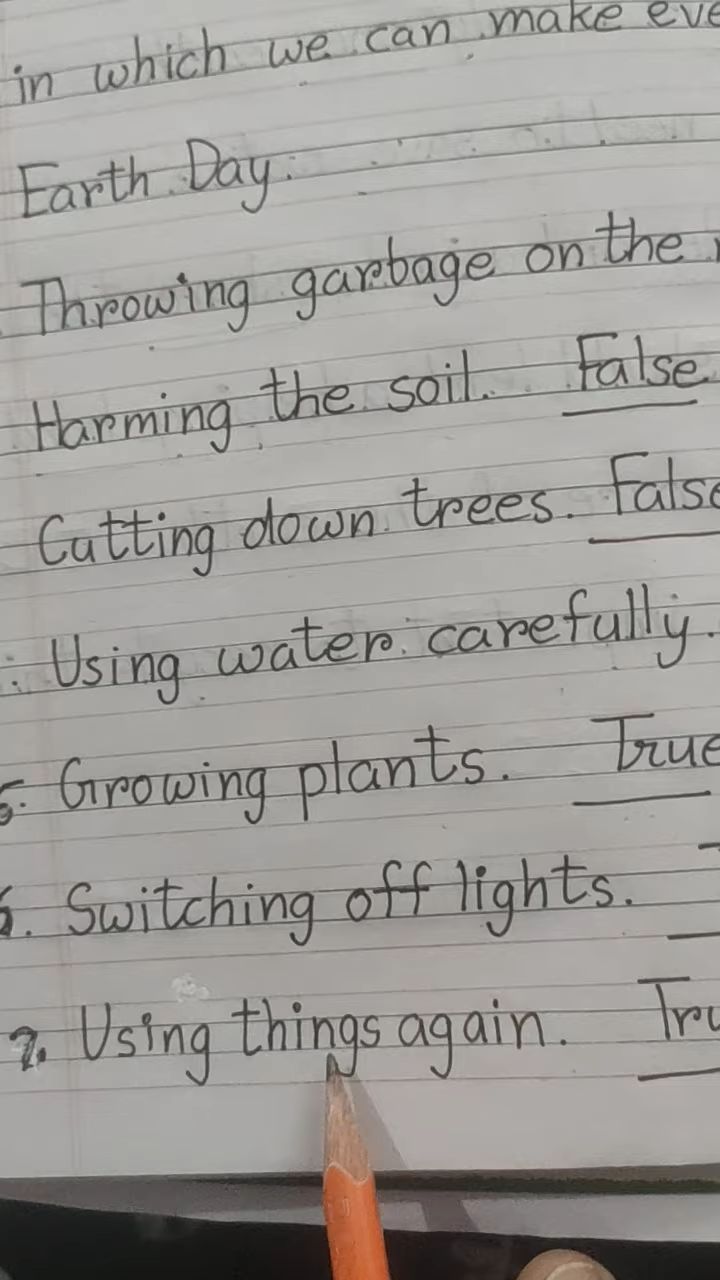 in which we can make eve
Earth Day.
Throwing garbage on the
Harming the soil. False
Cutting down trees. False
Using water carefully.
5. Growing plants. True
6. Switching off lights.
7. Using things again. Tru